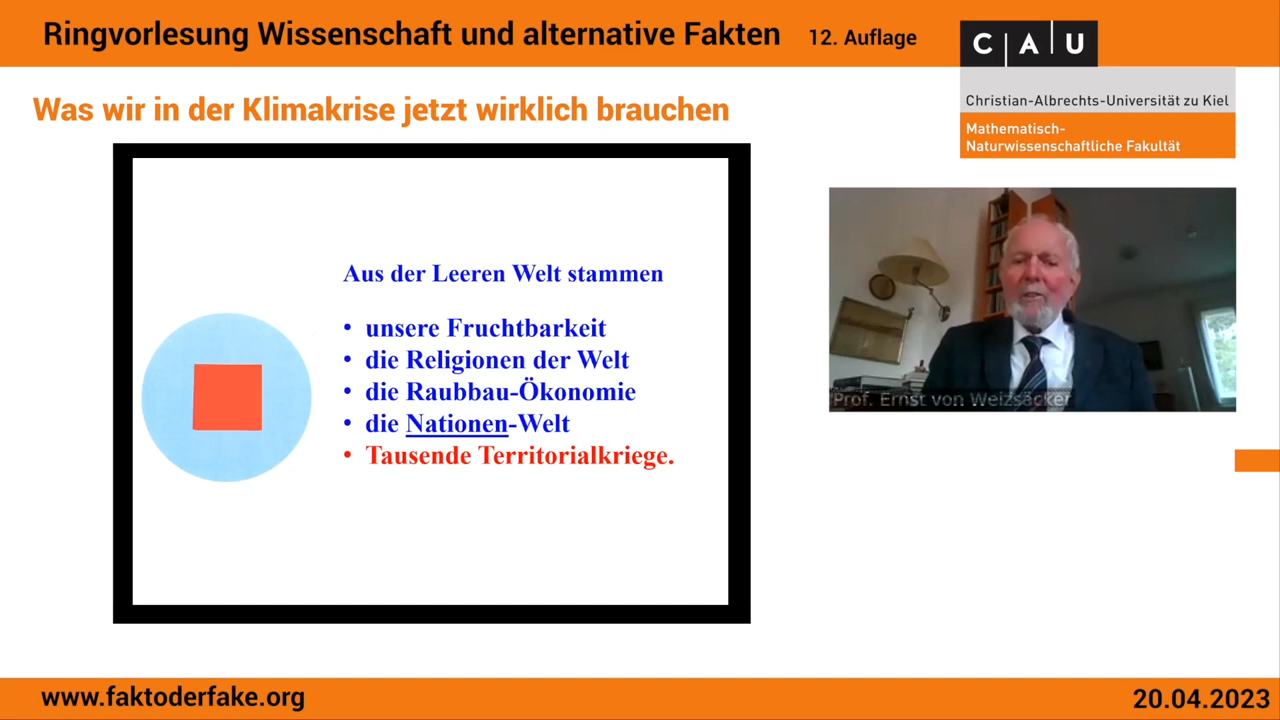 Ringvorlesung Wissenschaft und alternative Fakten 12. Auflage
CAU
Christian-Albrechts-Universität zu Kiel
Mathematisch-
Naturwissenschaftliche Fakultät
Was wir in der Klimakrise jetzt wirklich brauchen
Aus der Leeren Welt stammen
• unsere Fruchtbarkeit
• die Religionen der Welt
• die Raubbau-Ökonomie
• die Nationen-Welt
• Tausende Territorialkriege.
Prof. Ernst von Weizsäcker
www.faktoderfake.org
20.04.2023